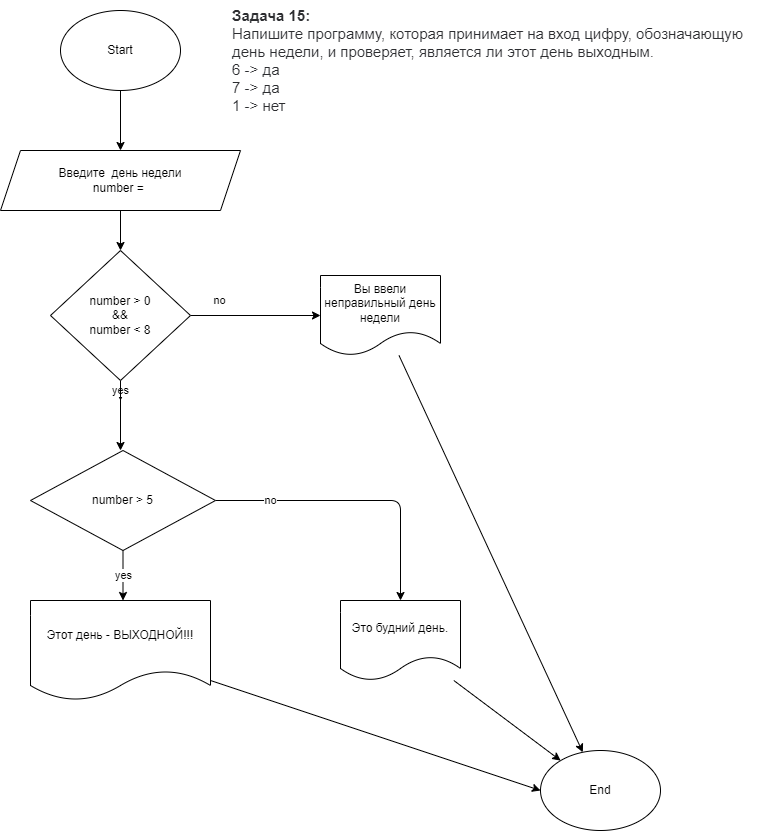 Задача 15:
Напишите программу, которая принимает на вход цифру, обозначающую
день недели, и проверяет, является ли этот день выходным.
6 -> да
7 -> да
1 -> нет
Start
Введите день недели
number =
number > 0
&&
number < 8
no
Вы ввели
неправильный день
недели
yes
number > 5
no
yes
Этот день - ВЫХОДНОЙ!!!
Это будний день.
End